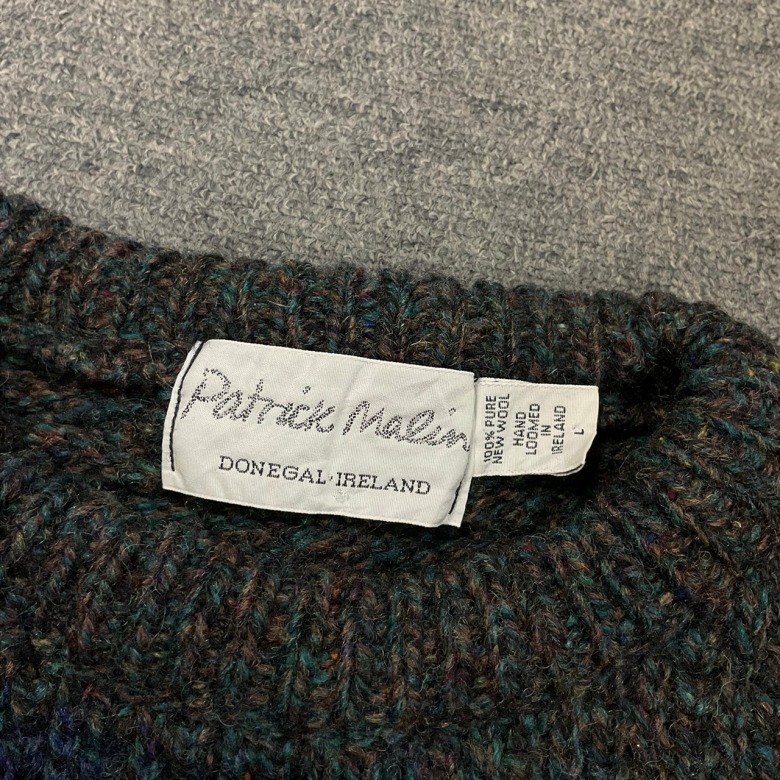 Patrick Malin
DONEGAL·IRELAND
100% PURE
NEW WOOL
HAND
LOOMED
IN
IRELAND
L